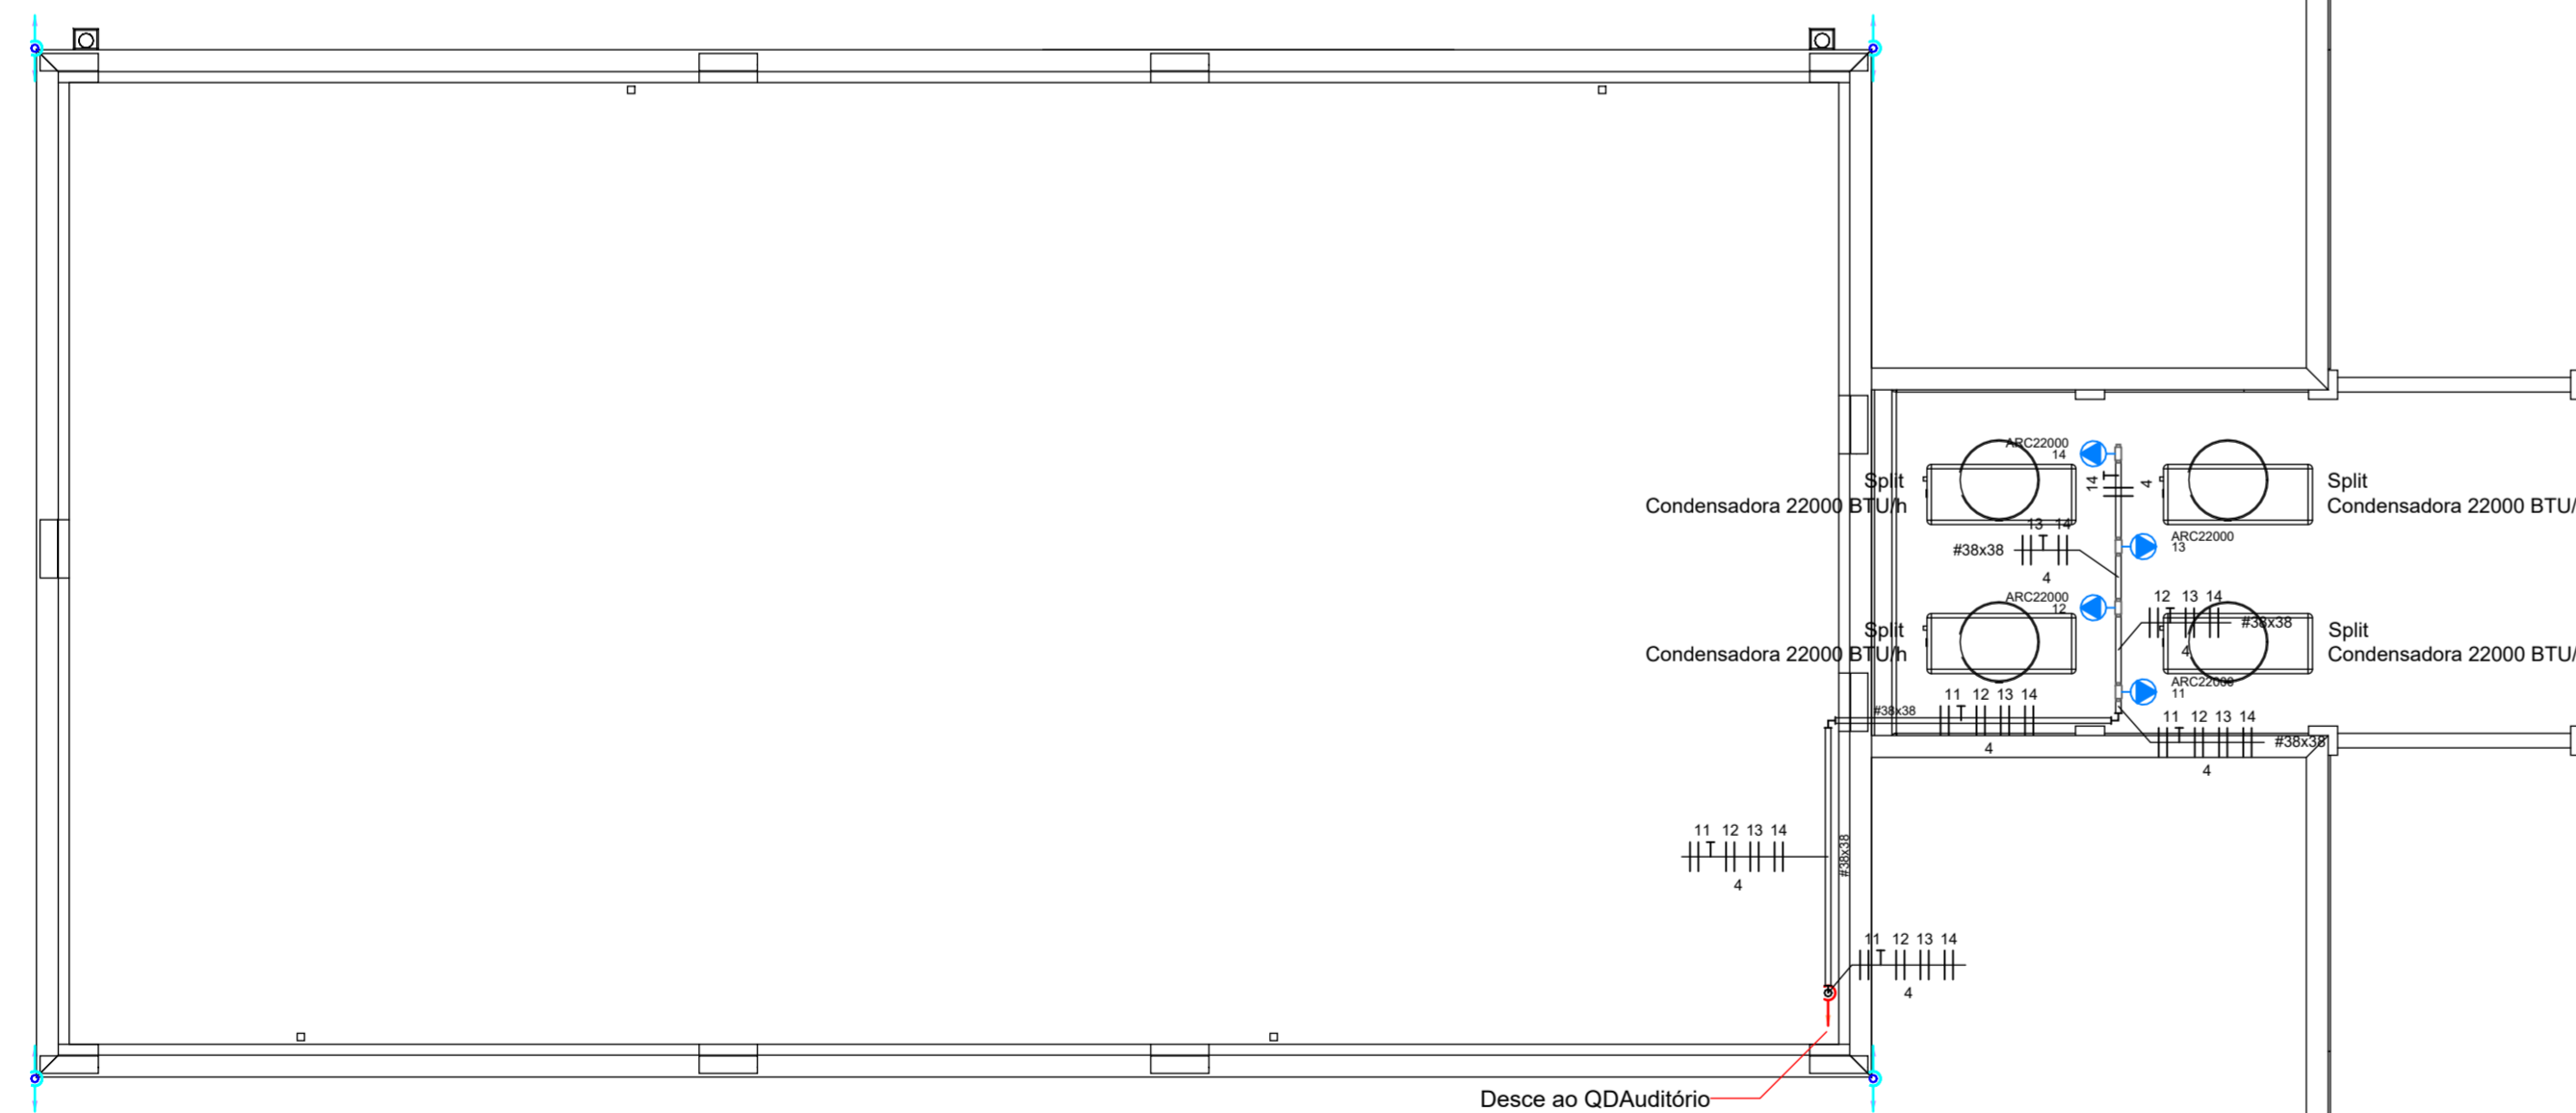 ARC22000
14
Split
Condensadora 22000 BTU/h
14
4
Split
Condensadora 22000 BTU/
13 14
#38x38
4
ARC22000
13
ARC22000
12
12 13 14
#38x38
4
Split
Condensadora 22000 BTU/h
Split
Condensadora 22000 BTU/
ARC22000
11
#38x38
11 12 13 14
4
11 12 13 14
#38x38
4
11 12 13 14
4
#38x38
11 12 13 14
4
Desce ao QDAuditório